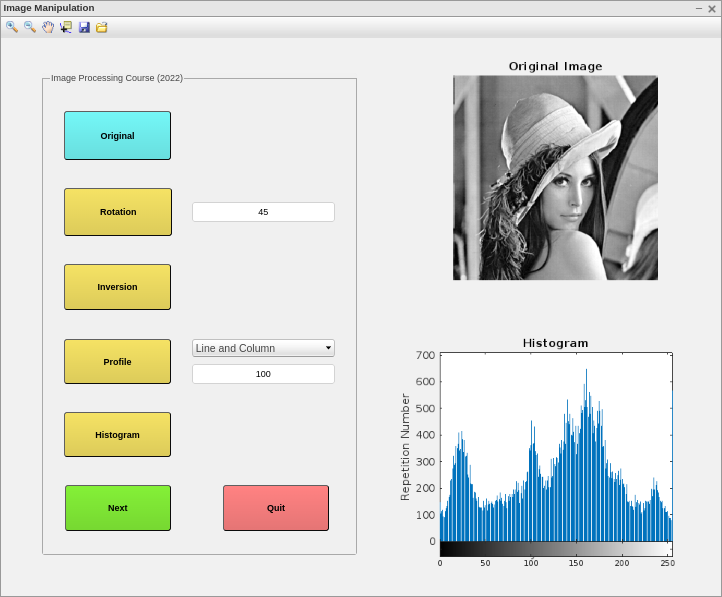 Image Manipulation
Image Processing Course (2022)
Original
Rotation
45
Inversion
Profile
Line and Column
100
Histogram
Next
Quit
Original Image
Histogram
Repetition Number
700
600
500
400
300
200
100
0
0 50 100 150 200 250